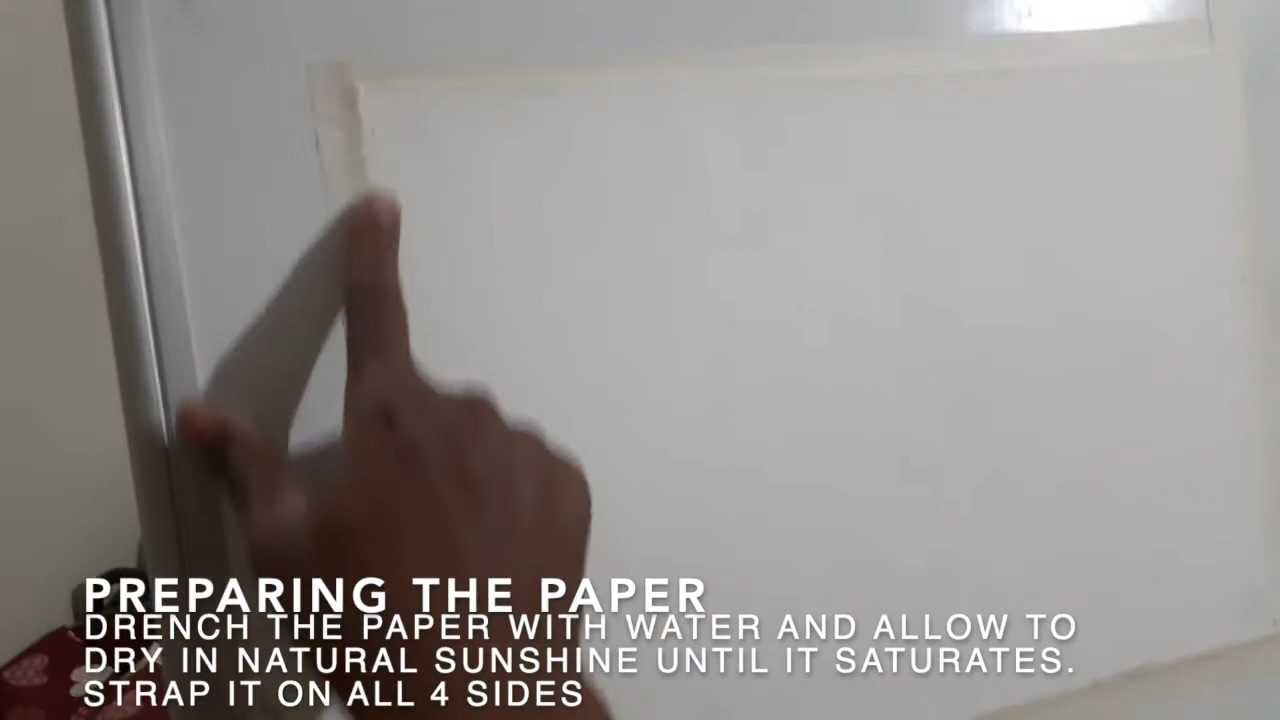 PREPARING THE PAPER
DRENCH THE PAPER WITH WATER AND ALLOW TO
DRY IN NATURAL SUNSHINE UNTIL IT SATURATES.
STRAP IT ON ALL 4 SIDES